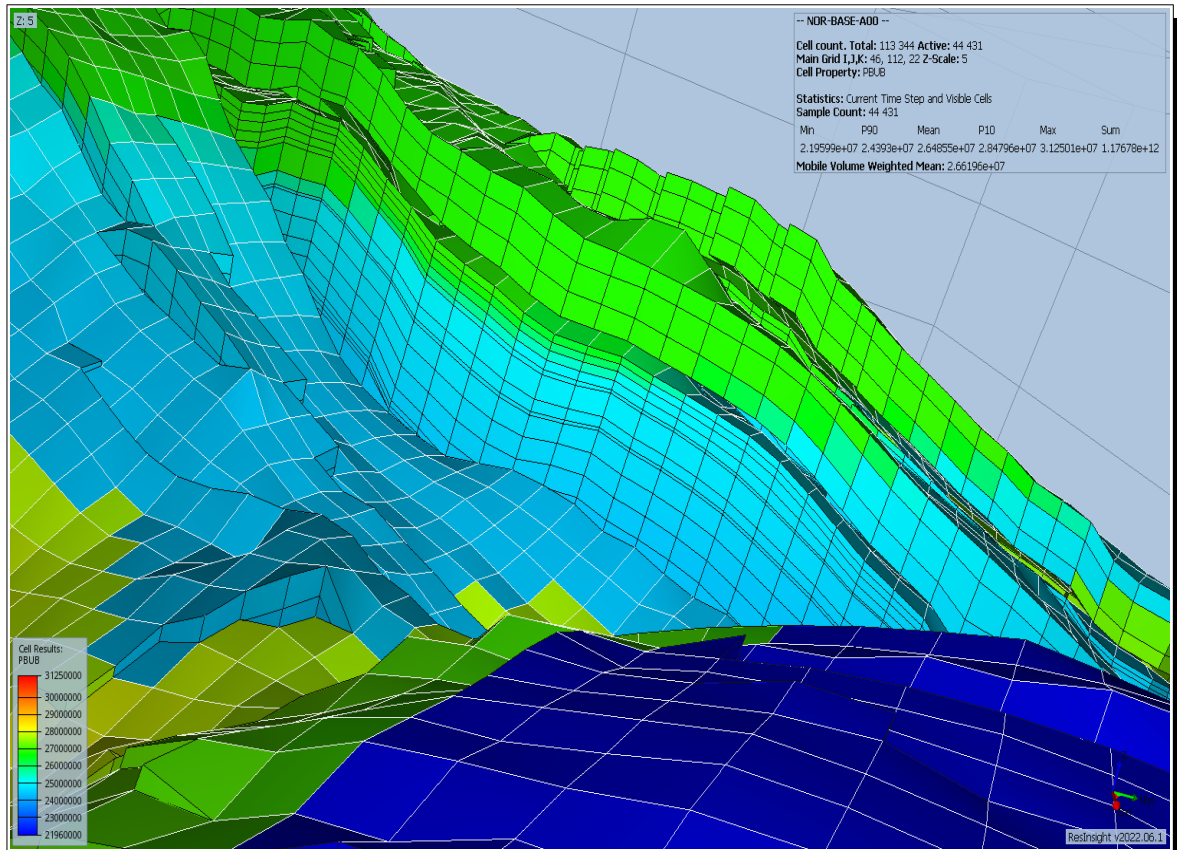 Z: 5
-- NOR-BASE-A00 --
Cell count. Total: 113 344 Active: 44 431
Main Grid I,J,K: 46, 112, 22 Z-Scale: 5
Cell Property: PBUB
Statistics: Current Time Step and Visible Cells
Sample Count: 44 431
Min P90 Mean P10 Max Sum
2.19599e+07 2.4393e+07 2.64855e+07 2.84796e+07 3.12501e+07 1.17678e+12
Mobile Volume Weighted Mean: 2.66196e+07
Cell Results:
PBUB
31250000
30000000
29000000
28000000
27000000
26000000
25000000
24000000
23000000
21960000
ResInsight v2022.06.1